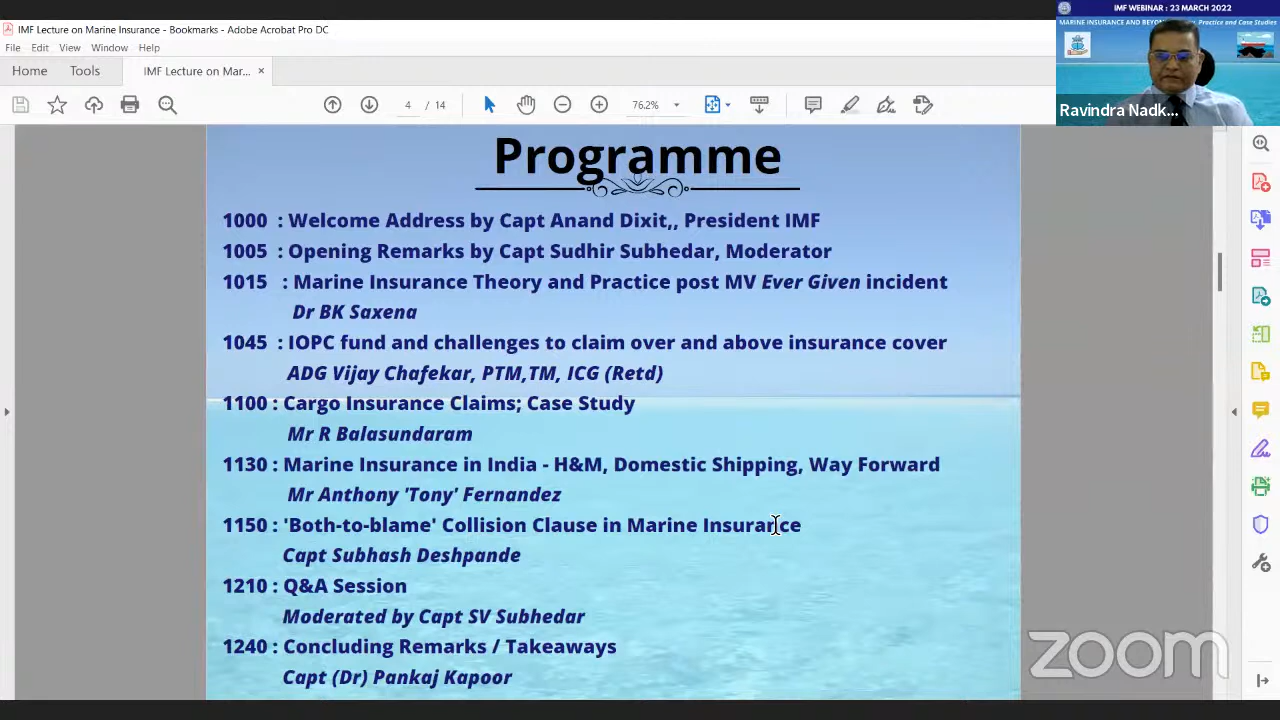 IMF Lecture on Marine Insurance - Bookmarks - Adobe Acrobat Pro DC
File Edit View Window Help
Home Tools IMF Lecture on Mar... ×
4 / 14 76.2%
IMF WEBINAR : 23 MARCH 2022
MARINE INSURANCE AND BEYOND Practice and Case Studies
Ravindra Nadk...
Programme
1000 : Welcome Address by Capt Anand Dixit,, President IMF
1005 : Opening Remarks by Capt Sudhir Subhedar, Moderator
1015 : Marine Insurance Theory and Practice post MV Ever Given incident
Dr BK Saxena
1045 : IOPC fund and challenges to claim over and above insurance cover
ADG Vijay Chafekar, PTM,TM, ICG (Retd)
1100 : Cargo Insurance Claims; Case Study
Mr R Balasundaram
1130 : Marine Insurance in India - H&M, Domestic Shipping, Way Forward
Mr Anthony 'Tony' Fernandez
1150 : 'Both-to-blame' Collision Clause in Marine Insurance
Capt Subhash Deshpande
1210 : Q&A Session
Moderated by Capt SV Subhedar
1240 : Concluding Remarks / Takeaways
Capt (Dr) Pankaj Kapoor
zoom